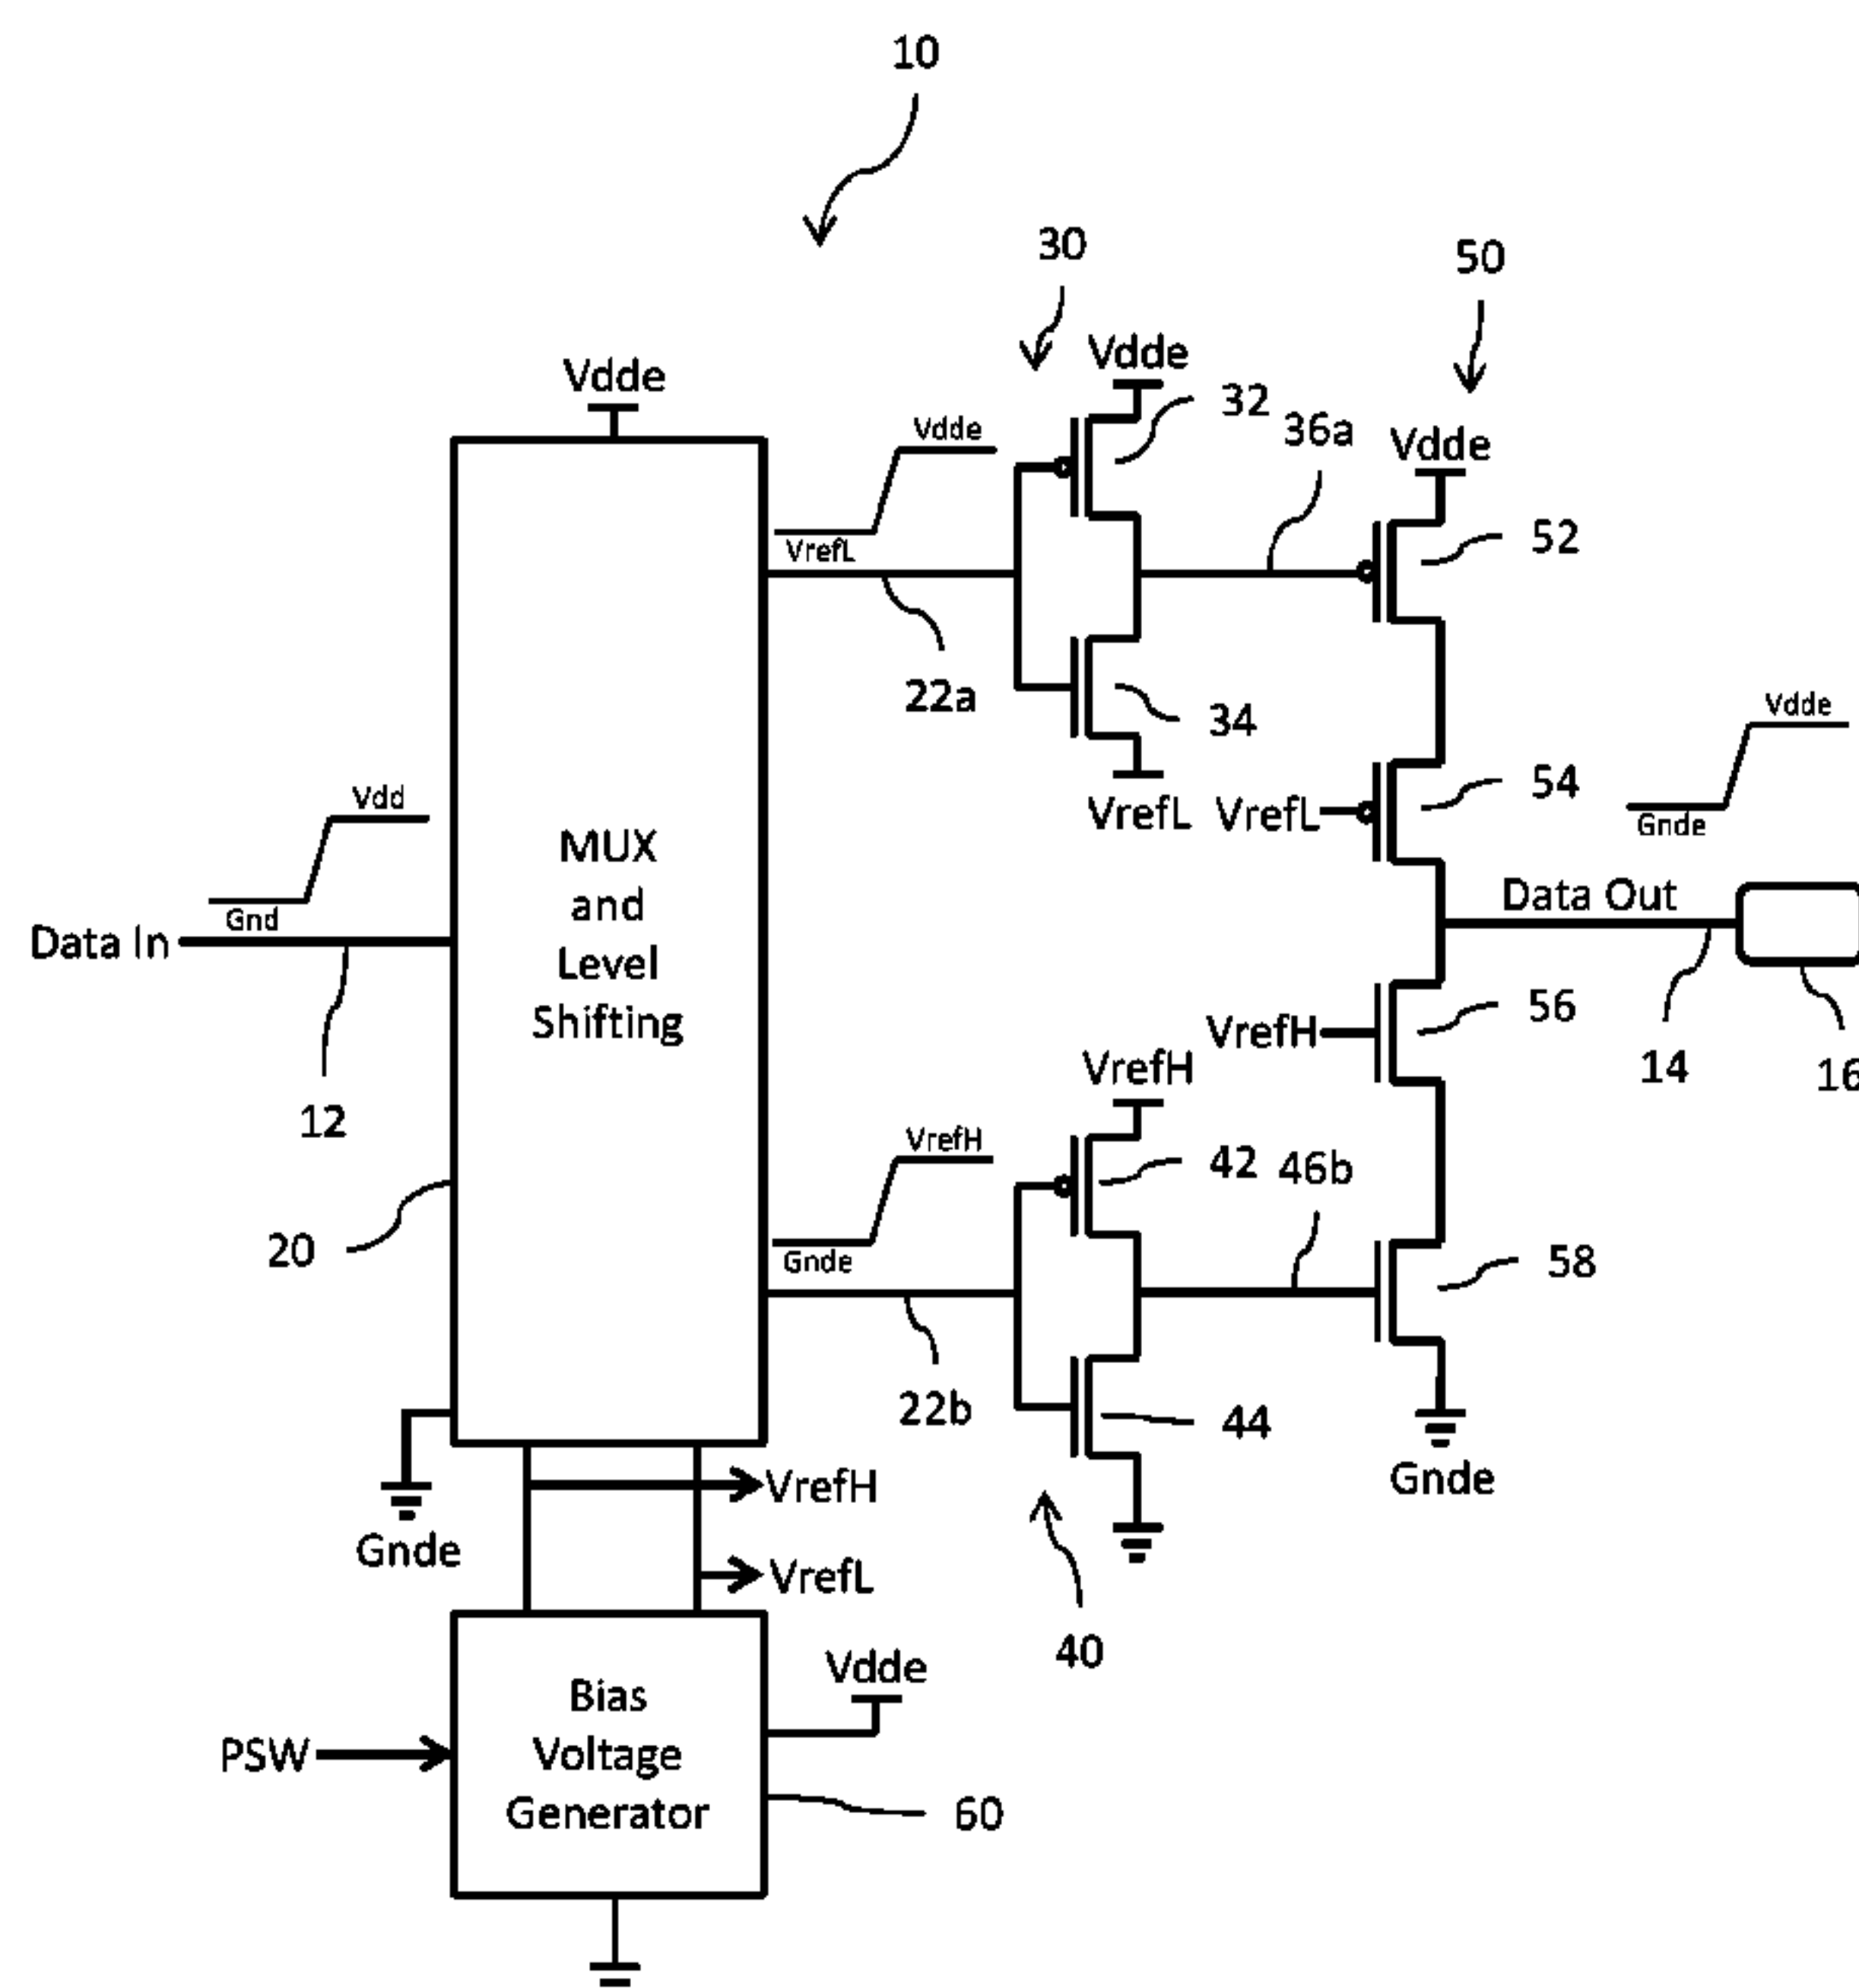 10
30
50
Vdde
Vdde
32
36a
Vdde
Vdde
VrefL
52
22a
34
Vdde
54
VrefL
VrefL
Gnde
Vdd
MUX
and
Level
Shifting
Gnd
Data In
Data Out
56
VrefH
14
16
12
VrefH
VrefH
42
46b
20
Gnde
58
22b
44
VrefH
Gnde
Gnde
VrefL
40
Vdde
Bias
Voltage
Generator
PSW
60